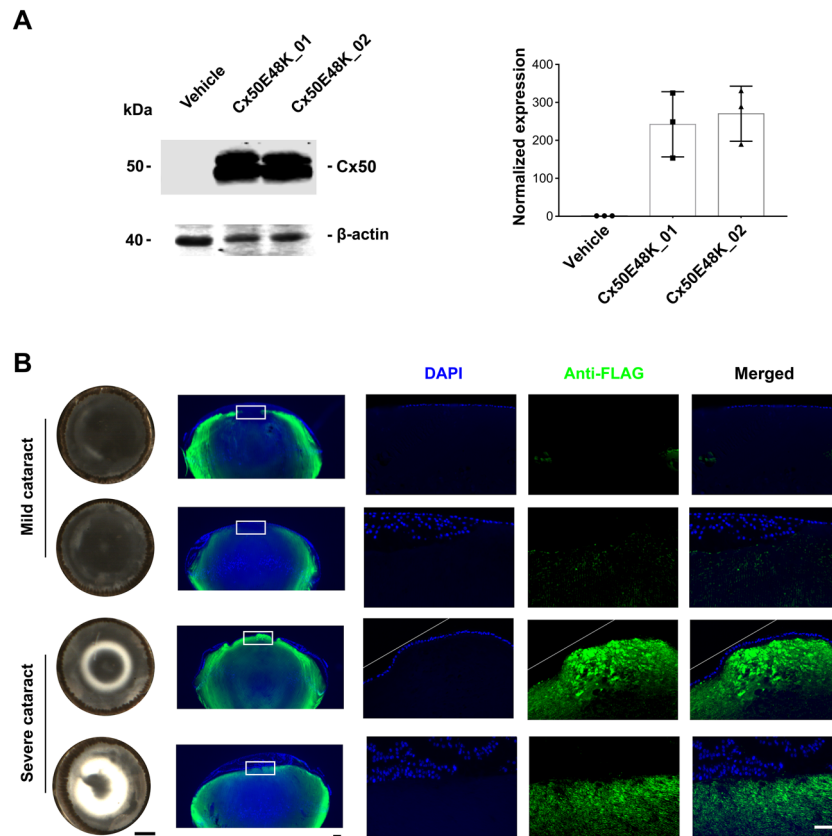 A
kDa
Vehicle
Cx50E48K_01
Cx50E48K_02
50 -
- Cx50
40 -
- β-actin
Normalized expression
400
300
200
100
0
Vehicle
Cx50E48K_01
Cx50E48K_02
B
DAPI
Anti-FLAG
Merged
Mild cataract
Severe cataract